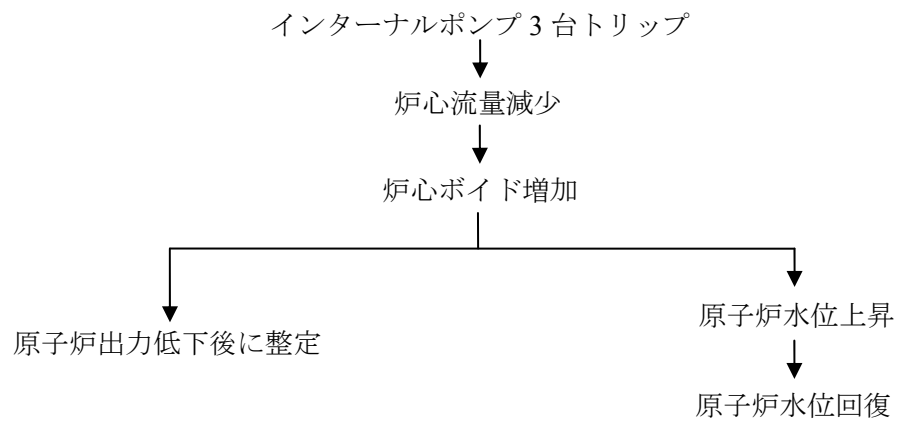 インターナルポンプ 3 台トリップ
炉心流量減少
炉心ボイド増加
原子炉出力低下後に整定
原子炉水位上昇
原子炉水位回復